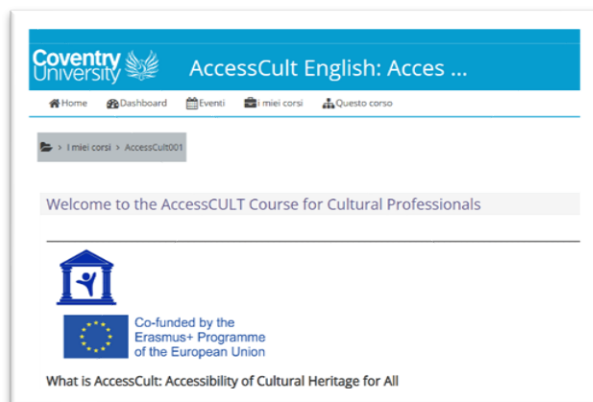 Coventry
University
AccessCult English: Acces ...
Home Dashboard Eventi i miei corsi Questo corso
> I miei corsi > AccessCult001
Welcome to the AccessCULT Course for Cultural Professionals
Co-funded by the
Erasmus+ Programme
of the European Union
What is AccessCult: Accessibility of Cultural Heritage for All